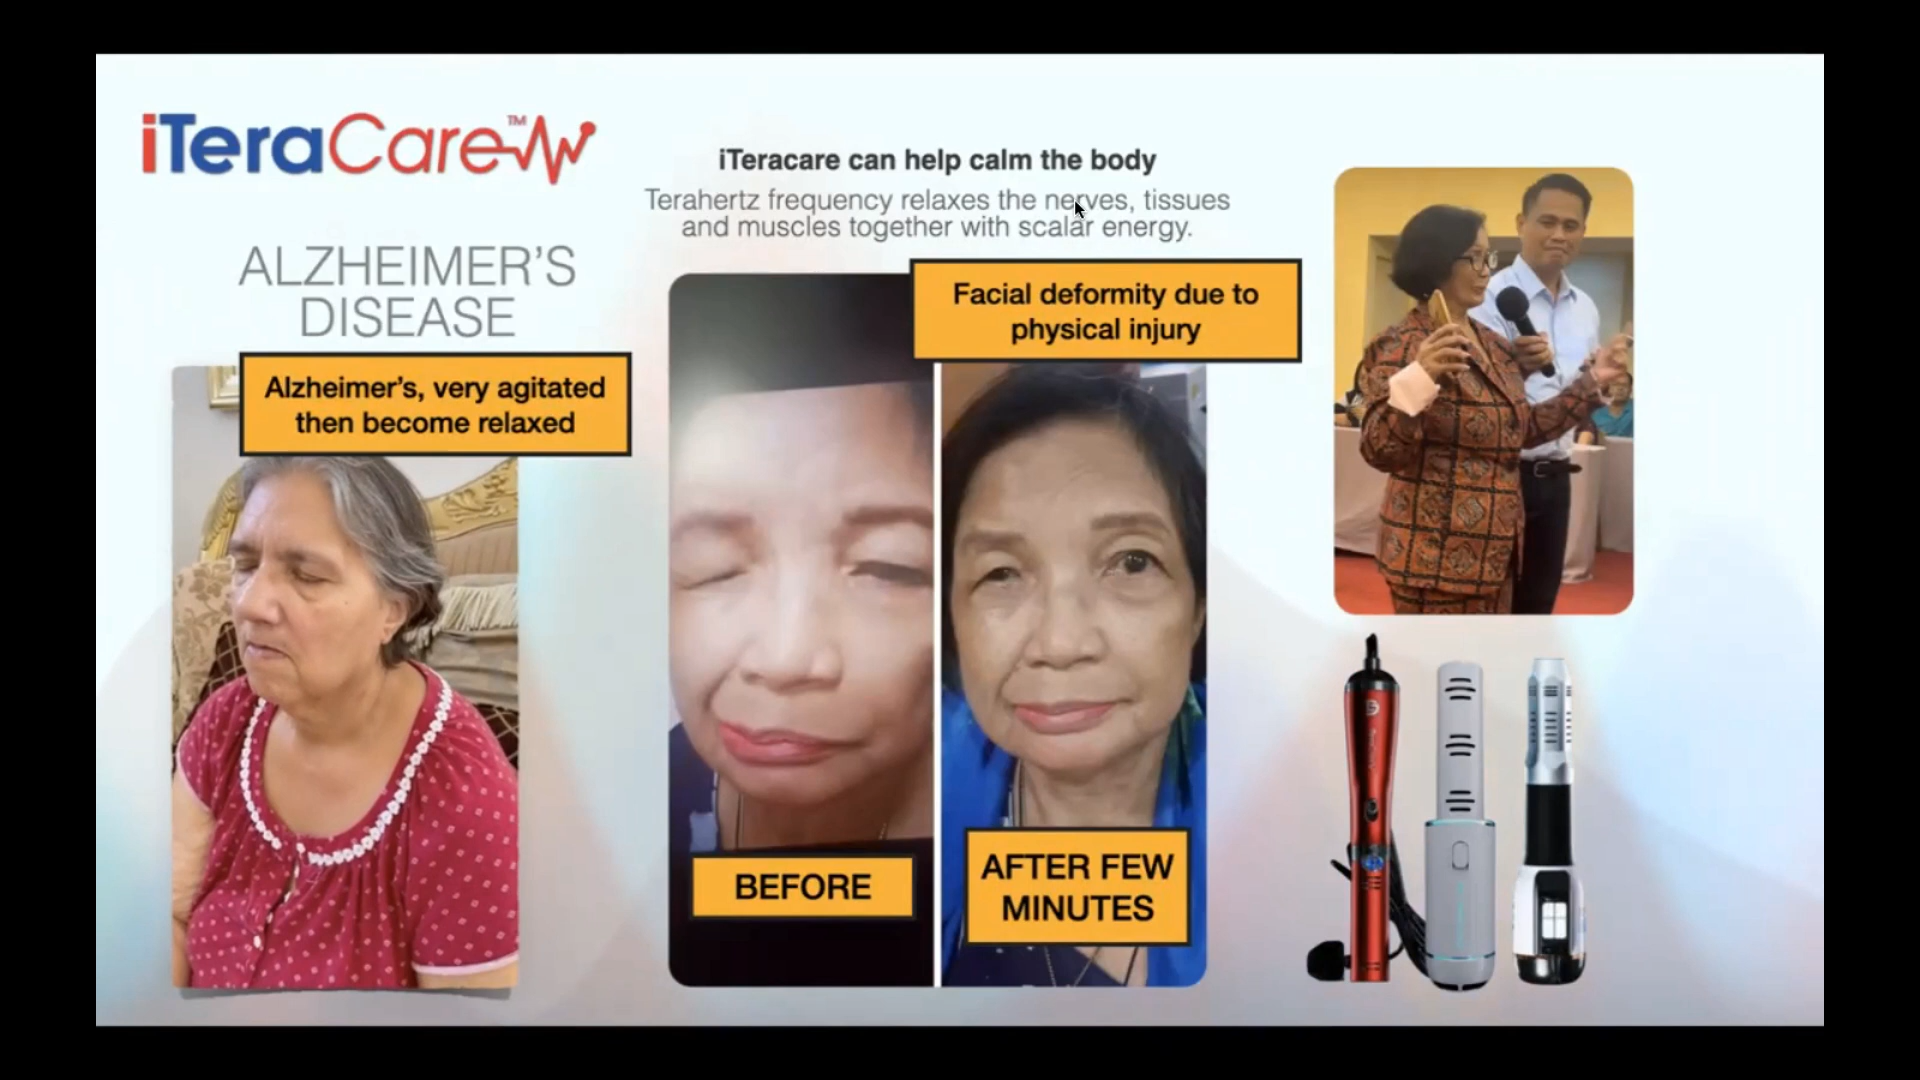 iTeraCare™
ALZHEIMER'S
DISEASE
Alzheimer's, very agitated
then become relaxed
iTeracare can help calm the body
Terahertz frequency relaxes the nerves, tissues
and muscles together with scalar energy.
Facial deformity due to
physical injury
BEFORE
AFTER FEW
MINUTES